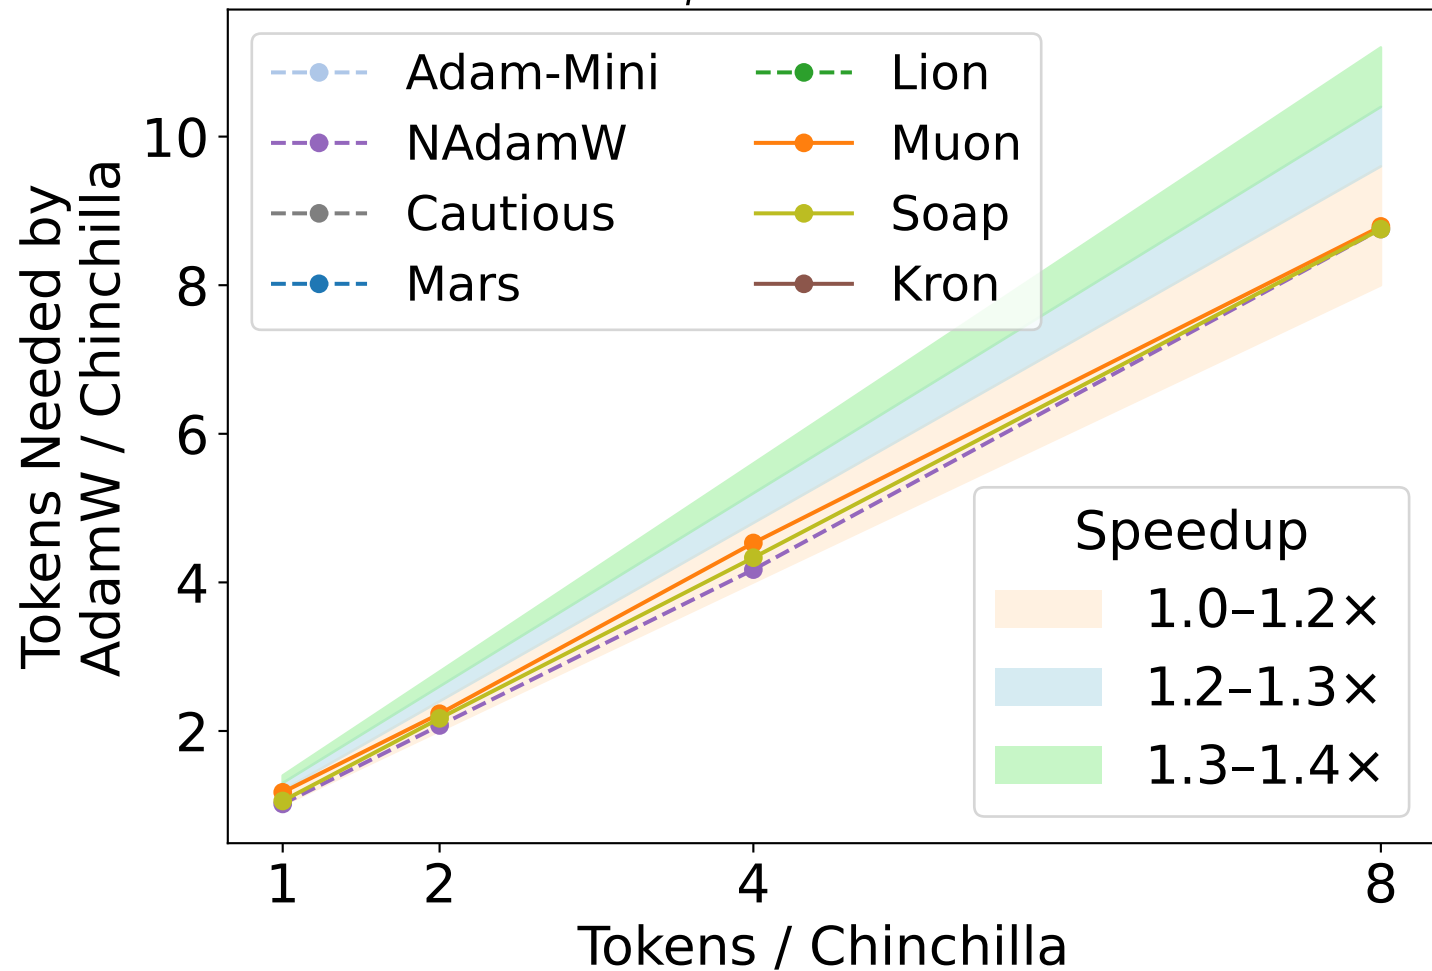 Adam-Mini
NAdamW
Cautious
Mars
Lion
Muon
Soap
Kron
10
8
6
4
2
Tokens Needed by
AdamW / Chinchilla
Speedup
1.0–1.2×
1.2–1.3×
1.3–1.4×
1 2 4 8
Tokens / Chinchilla